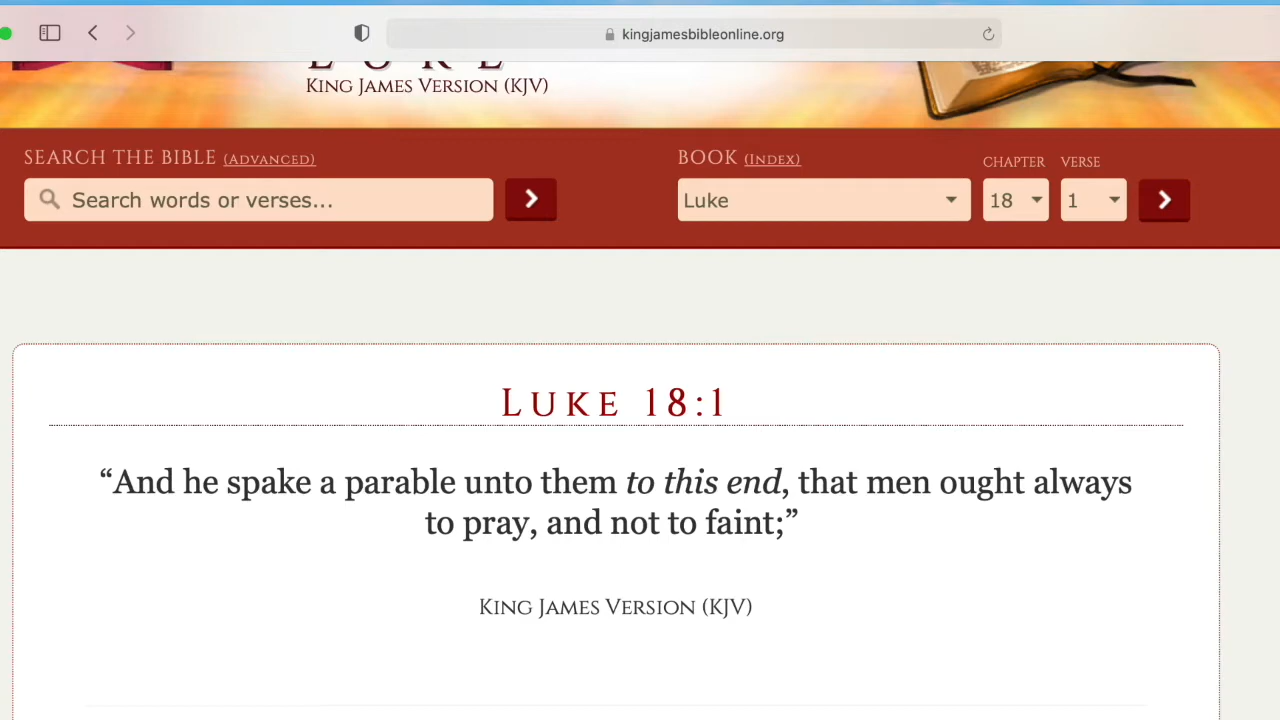 kingjamesbibleonline.org
King James Version (KJV)
SEARCH THE BIBLE (ADVANCED)
BOOK (INDEX)
CHAPTER
VERSE
Search words or verses...
Luke
18
1
Luke 18:1
“And he spake a parable unto them to this end, that men ought always
to pray, and not to faint;”
King James Version (KJV)